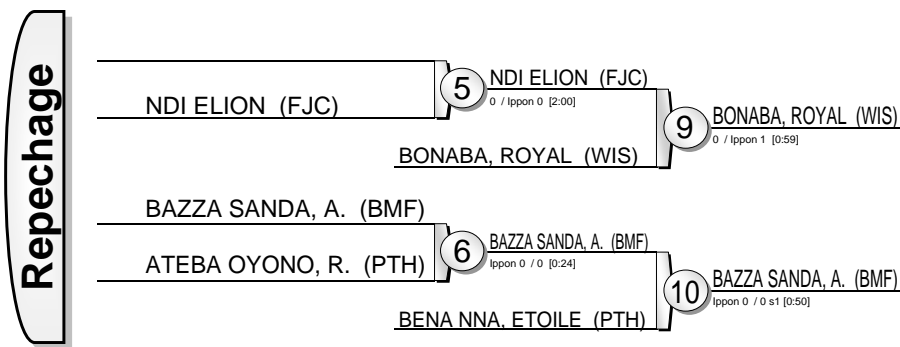 Repechage
NDI ELION (FJC)
5
NDI ELION (FJC)
0 / Ippon 0 [2:00]
BONABA, ROYAL (WIS)
9
BONABA, ROYAL (WIS)
0 / Ippon 1 [0:59]
BAZZA SANDA, A. (BMF)
ATEBA OYONO, R. (PTH)
6
BAZZA SANDA, A. (BMF)
Ippon 0 / 0 [0:24]
BENA NNA, ETOILE (PTH)
10
BAZZA SANDA, A. (BMF)
Ippon 0 / 0 s1 [0:50]